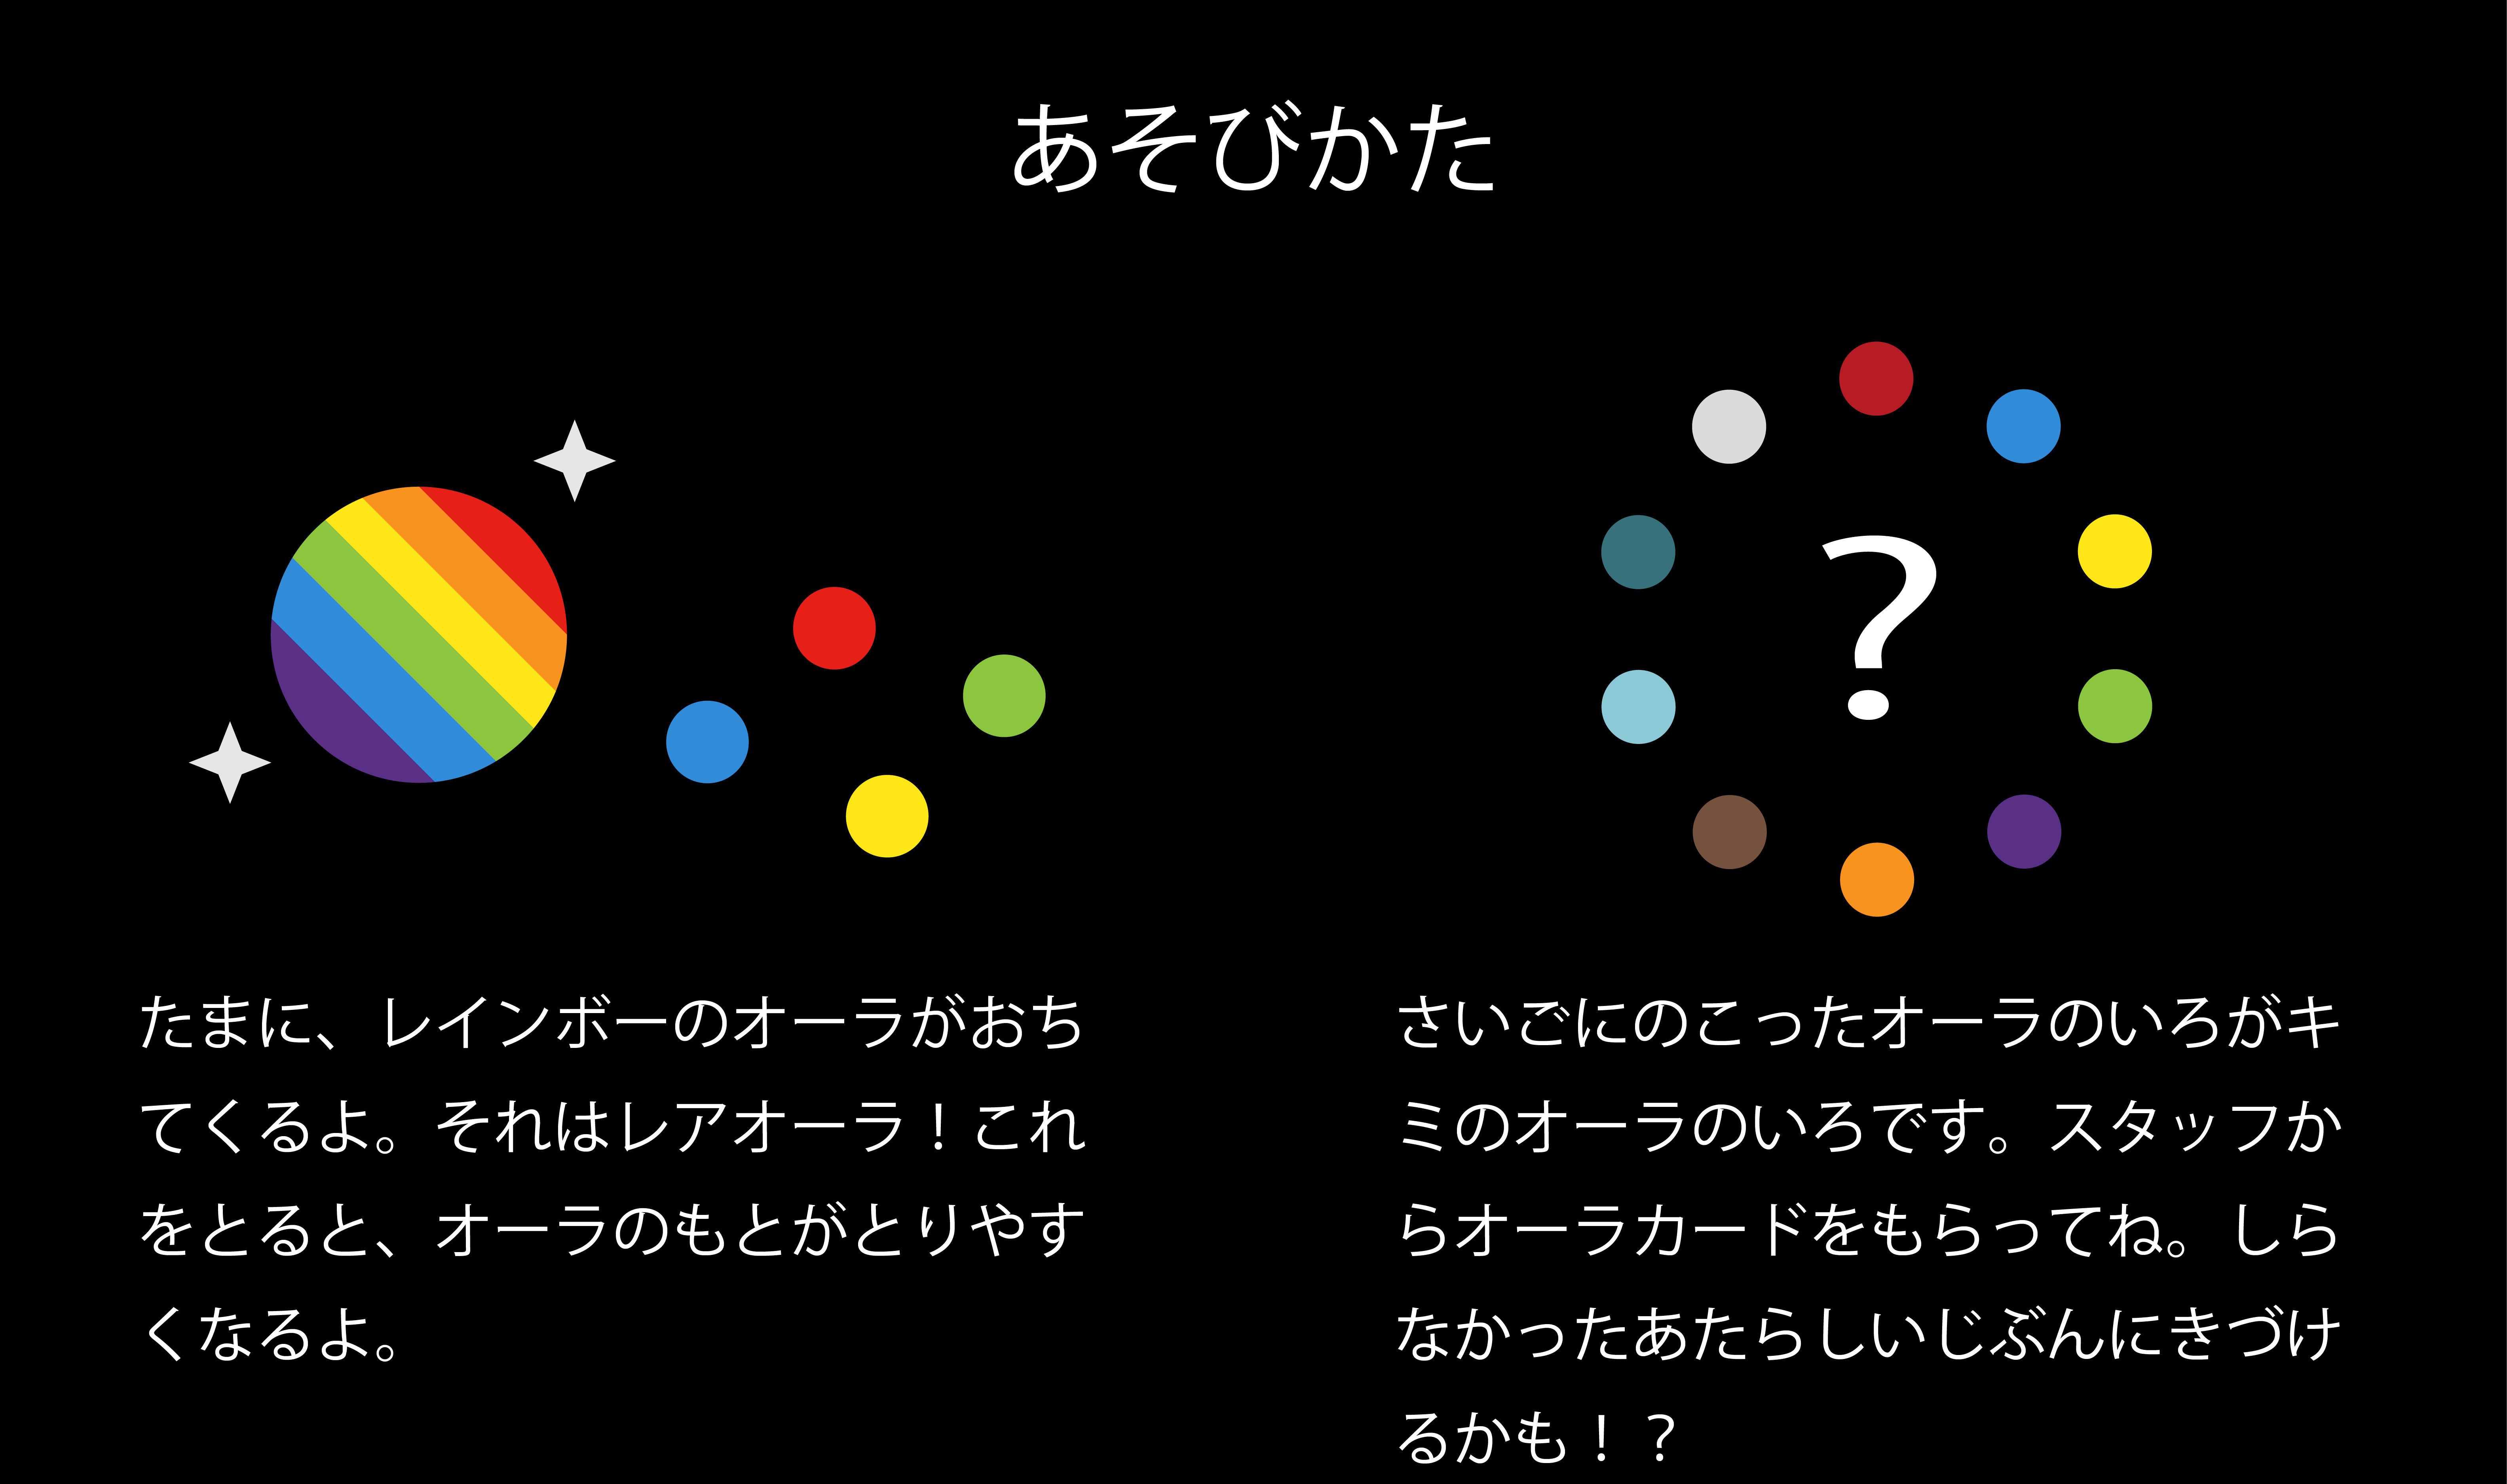 あそびかた
?
たまに、レインボーのオーラがおち
てくるよ。それはレアオーラ！これ
をとると、オーラのもとがとりやす
くなるよ。
さいごにのこったオーラのいろがキ
ミのオーラのいろです。スタッフか
らオーラカードをもらってね。しら
なかったあたらしいじぶんにきづけ
るかも！？